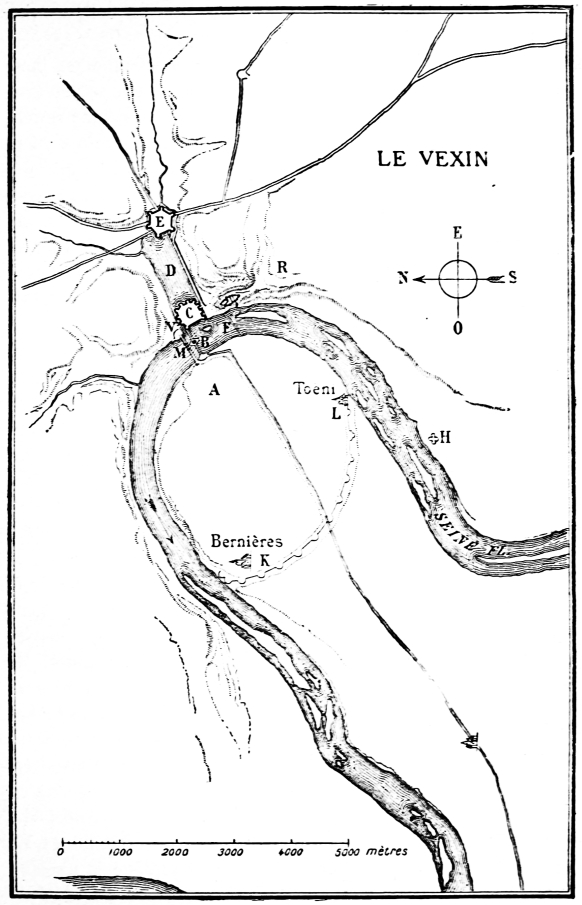 LE VEXIN
E
E
N
S
O
D
R
C
V
F
B
M
A
Toeni
L
H
SEINE FL.
Bernières
K
0 1000 2000 3000 4000 5000 mètres